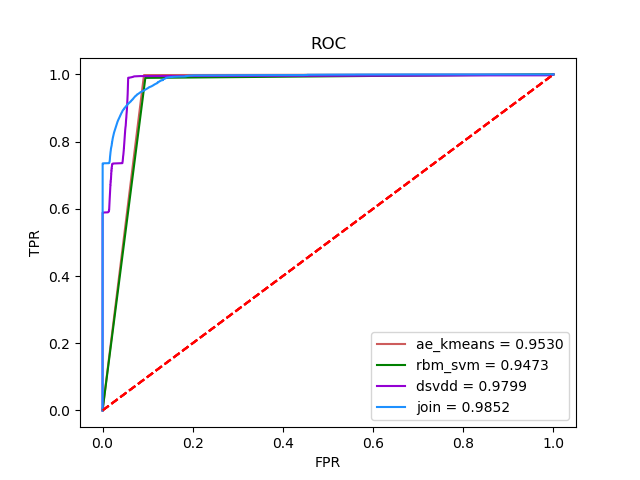 ROC
1.0
0.8
0.6
0.4
0.2
0.0
TPR
0.0 0.2 0.4 0.6 0.8 1.0
FPR
ae_kmeans = 0.9530
rbm_svm = 0.9473
dsvdd = 0.9799
join = 0.9852